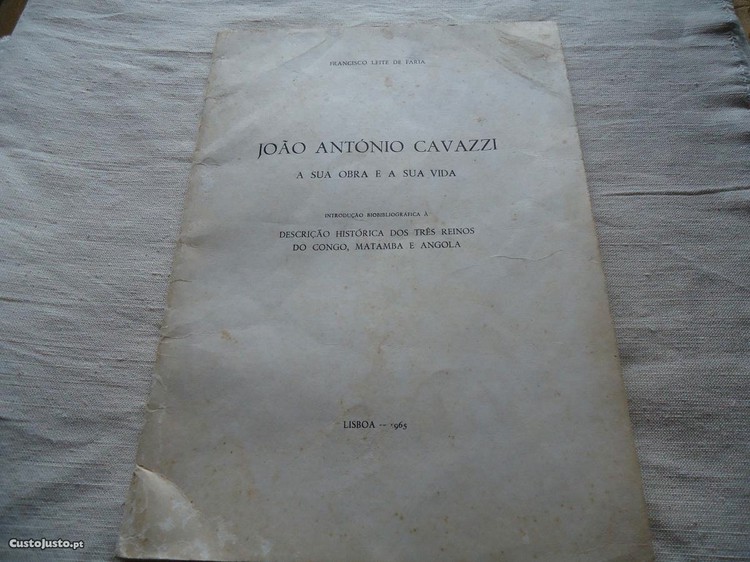 FRANCISCO LEITE DE FARIA
JOÃO ANTÓNIO CAVAZZI
A SUA OBRA E A SUA VIDA
INTRODUÇÃO BIOBIBLIOGRÁFICA À
DESCRIÇÃO HISTÓRICA DOS TRÊS REINOS
DO CONGO, MATAMBA E ANGOLA
LISBOA — 1965
CustoJusto.pt